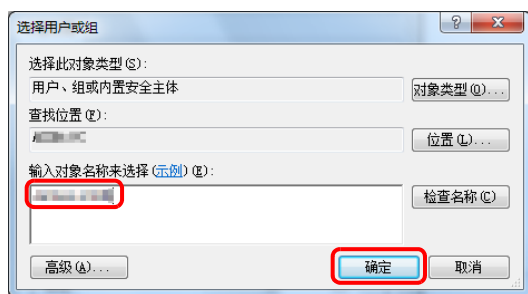 选择用户或组
选择此对象类型(S):
用户、组或内置安全主体
对象类型(O)...
查找位置(F):
位置(L)...
输入对象名称来选择(示例)(E):
检查名称(C)
高级(A)...
确定
取消